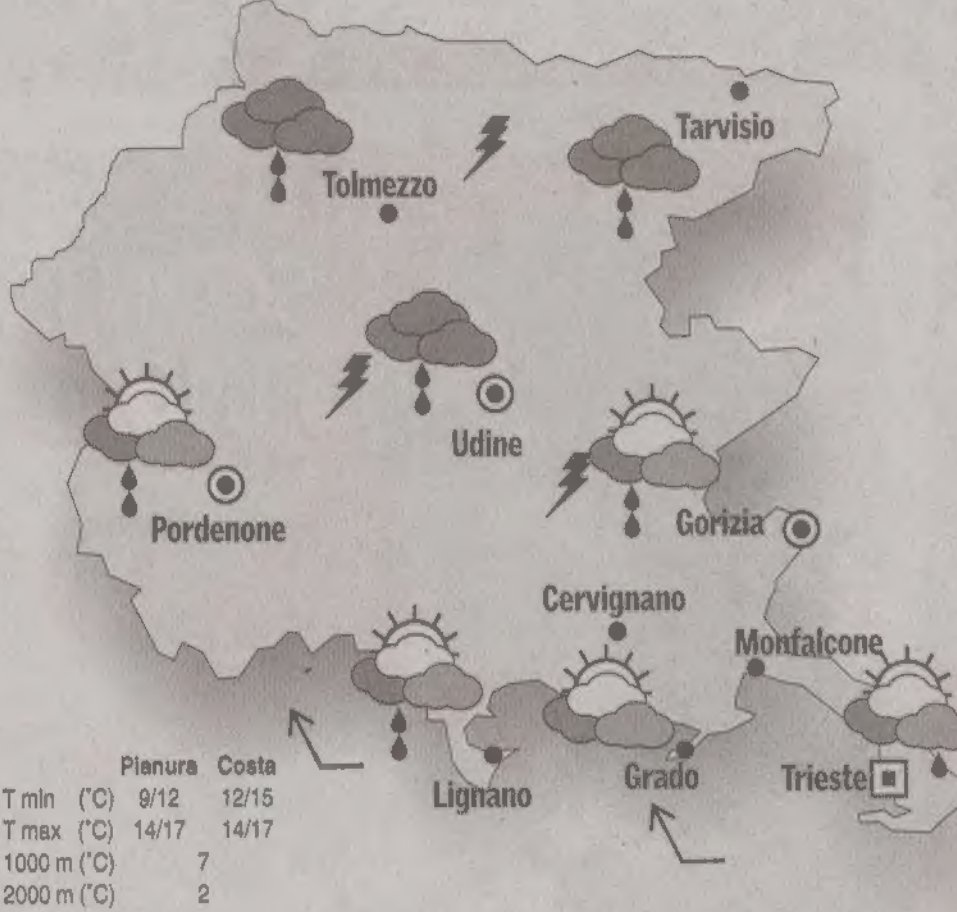 Tarvisio
Tolmezzo
Udine
Pordenone
Gorizia
Cervignano
Monfalcone
Lignano
Grado
Trieste
Pianura Costa
T min (°C) 9/12 12/15
T max (°C) 14/17 14/17
1000 m (°C) 7
2000 m (°C) 2